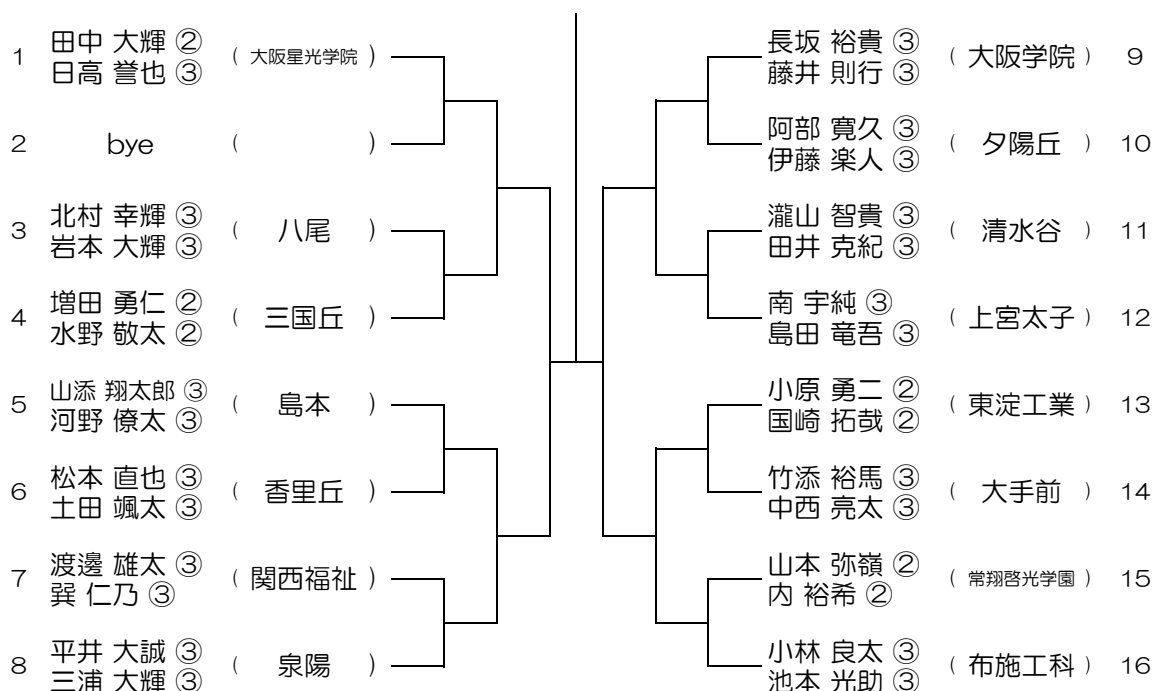 1 田中 大輝 ② ( 大阪星光学院 )
日高 誉也 ③
2 bye ( )
3 北村 幸輝 ③ ( 八尾 )
岩本 大輝 ③
4 増田 勇仁 ② ( 三国丘 )
水野 敬太 ②
5 山添 翔太郎 ③ ( 島本 )
河野 僚太 ③
6 松本 直也 ③ ( 香里丘 )
土田 颯太 ③
7 渡邊 雄太 ③ ( 関西福祉 )
巽 仁乃 ③
8 平井 大誠 ③ ( 泉陽 )
三浦 大輝 ③
長坂 裕貴 ③ ( 大阪学院 ) 9
藤井 則行 ③
阿部 寛久 ③ ( 夕陽丘 ) 10
伊藤 楽人 ③
瀧山 智貴 ③ ( 清水谷 ) 11
田井 克紀 ③
南 宇純 ③ ( 上宮太子 ) 12
島田 竜吾 ③
小原 勇二 ② ( 東淀工業 ) 13
国崎 拓哉 ②
竹添 裕馬 ③ ( 大手前 ) 14
中西 亮太 ③
山本 弥嶺 ② ( 常翔啓光学園 ) 15
内 裕希 ②
小林 良太 ③ ( 布施工科 ) 16
池本 光助 ③